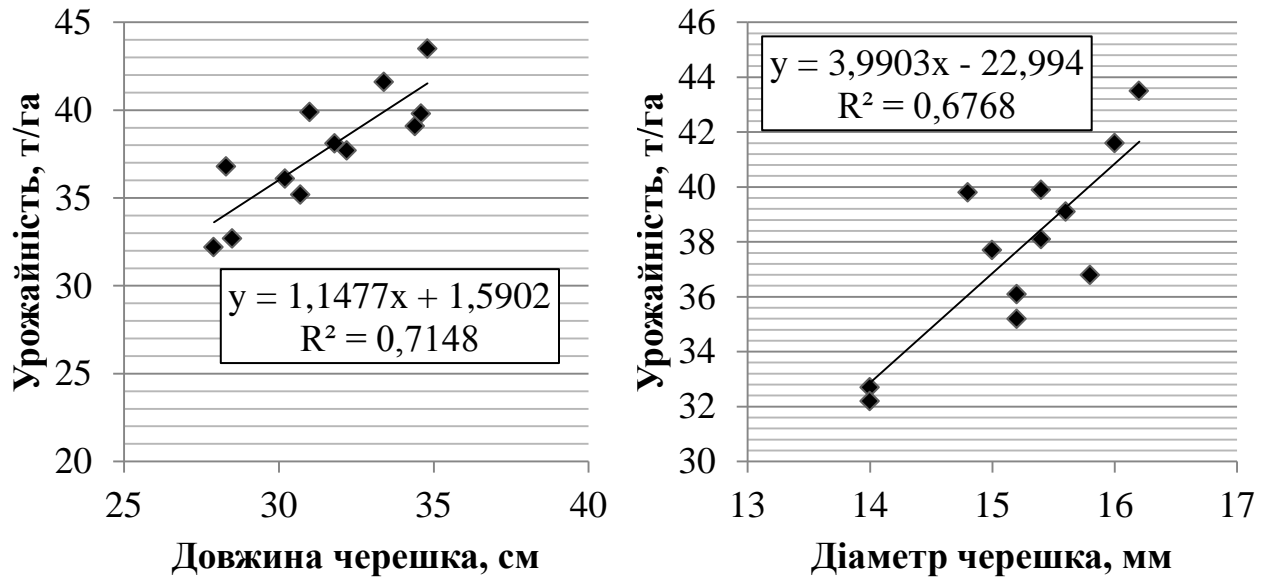 Урожайність, т/га
45
40
35
30
25
20
y = 1,1477x + 1,5902
R² = 0,7148
25 30 35 40
Довжина черешка, см
Урожайність, т/га
46
44
42
40
38
36
34
32
30
y = 3,9903x - 22,994
R² = 0,6768
13 14 15 16 17
Діаметр черешка, мм